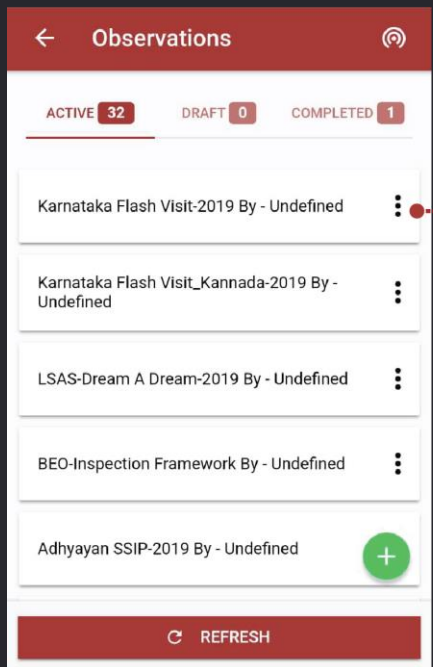 Observations
ACTIVE 32 DRAFT 0 COMPLETED 1
Karnataka Flash Visit-2019 By - Undefined
Karnataka Flash Visit_Kannada-2019 By -
Undefined
LSAS-Dream A Dream-2019 By - Undefined
BEO-Inspection Framework By - Undefined
Adhyayan SSIP-2019 By - Undefined
REFRESH